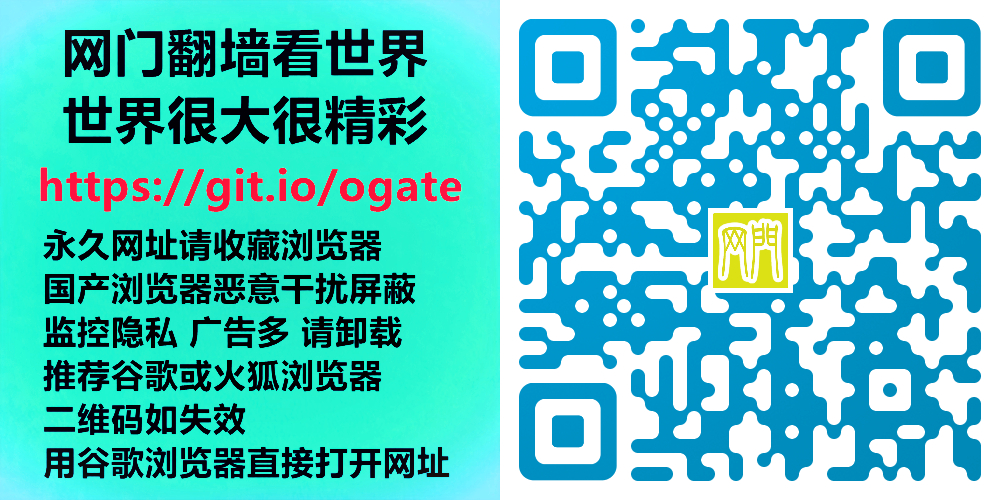 网门翻墙看世界
世界很大很精彩
https://git.io/ogate
永久网址请收藏浏览器
国产浏览器恶意干扰屏蔽
监控隐私 广告多 请卸载
推荐谷歌或火狐浏览器
二维码如失效
用谷歌浏览器直接打开网址
网門